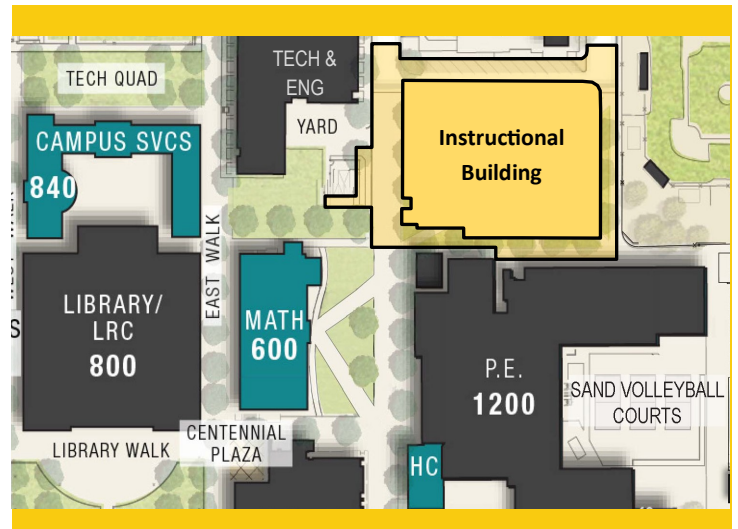 TECH QUAD
TECH &
ENG
YARD
Instructional
Building
CAMPUS SVCS
840
EAST WALK
LIBRARY/
LRC
800
MATH
600
P.E.
1200
SAND VOLLEYBALL
COURTS
CENTENNIAL
PLAZA
LIBRARY WALK
HC
S